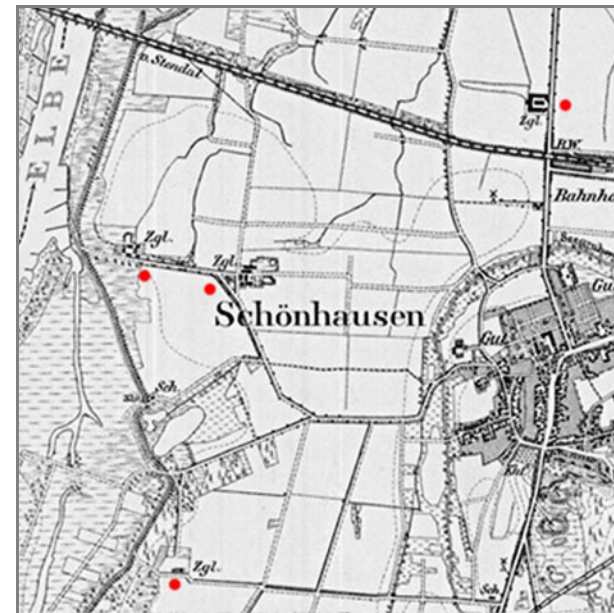 v. Stendal
ELBE
Zgl.
B.W.
Bahnho
Zgl.
Zgl.
Schönhausen
Gut
Gut
Sch.
Zgl.
Sch.